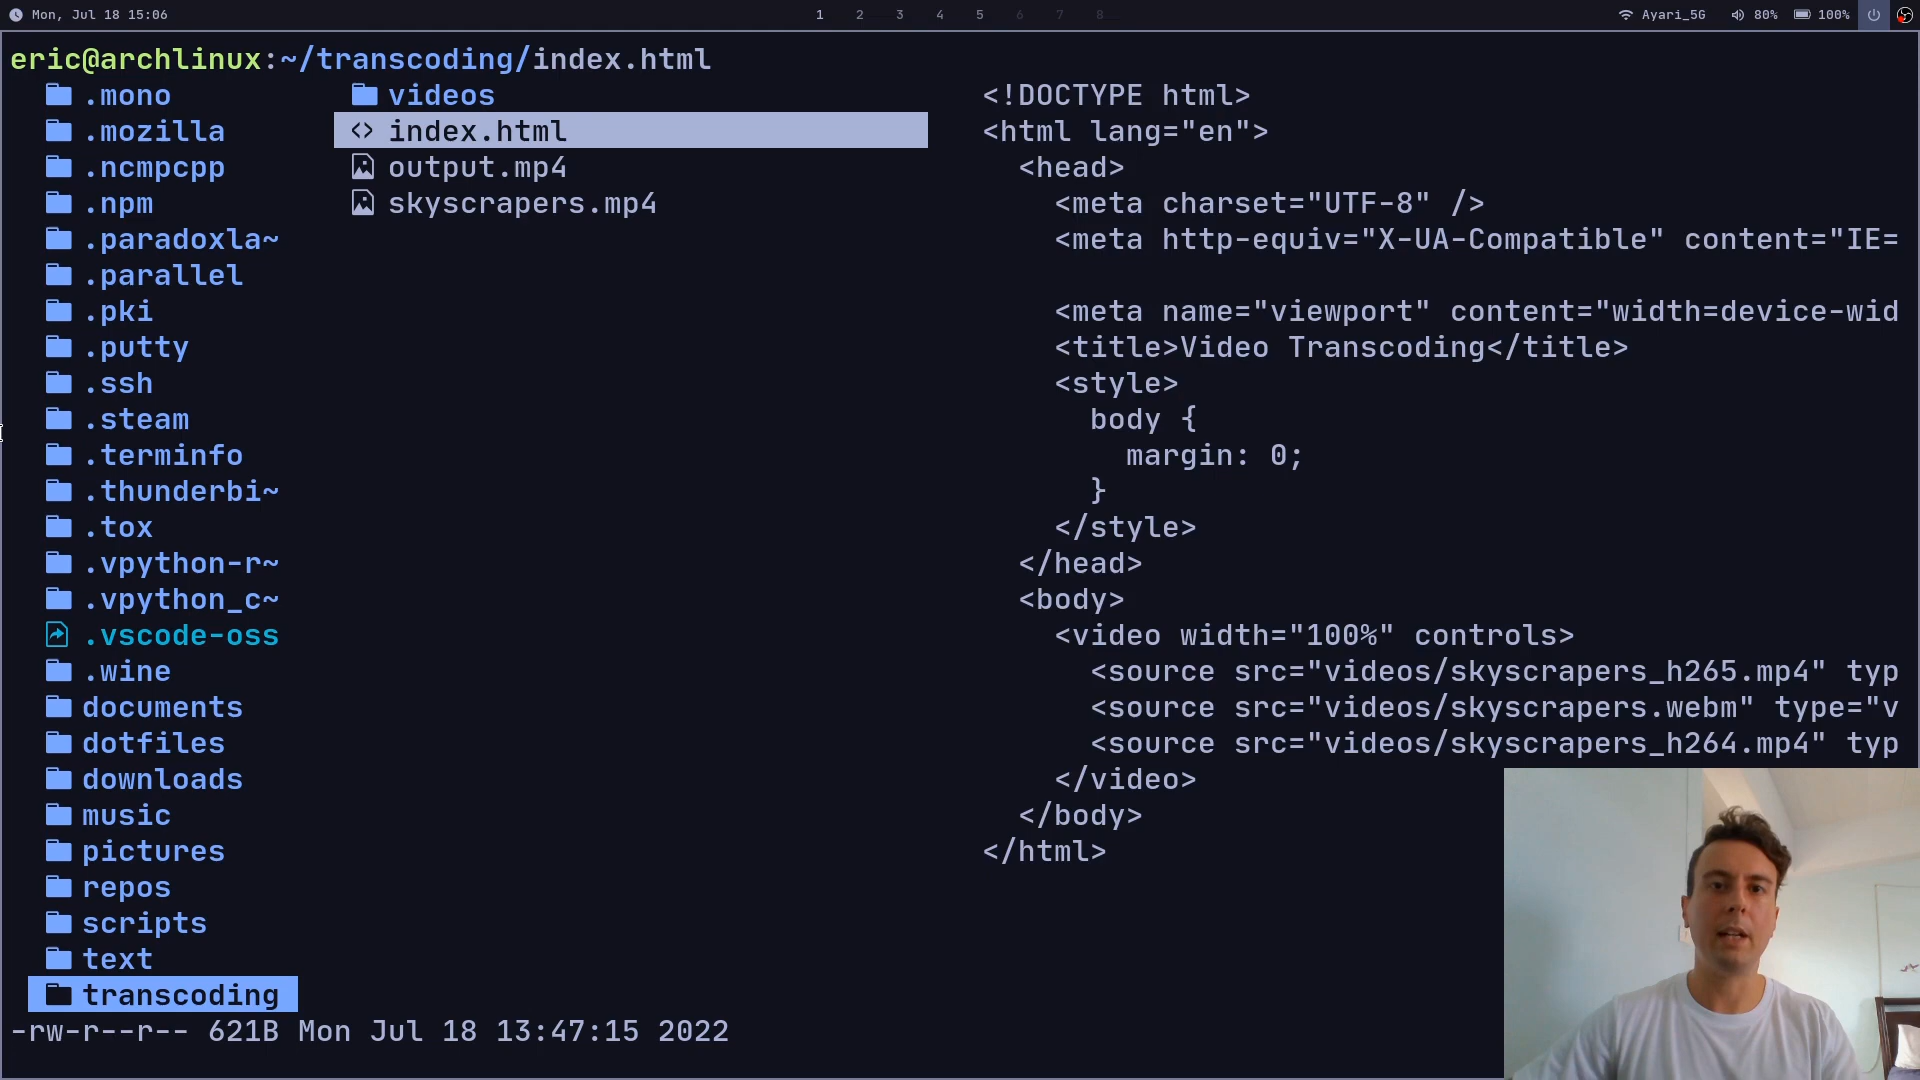 Mon, Jul 18 15:06
1 2 3 4 5 6 7 8
Ayari_5G 80% 100%
eric@archlinux:~/transcoding/index.html
.mono
.mozilla
.ncmpcpp
.npm
.paradoxla~
.parallel
.pki
.putty
.ssh
.steam
.terminfo
.thunderbi~
.tox
.vpython-r~
.vpython_c~
.vscode-oss
.wine
documents
dotfiles
downloads
music
pictures
repos
scripts
text
transcoding
videos
<> index.html
output.mp4
skyscrapers.mp4
<!DOCTYPE html>
<html lang="en">
<head>
<meta charset="UTF-8" />
<meta http-equiv="X-UA-Compatible" content="IE=
<meta name="viewport" content="width=device-wid
<title>Video Transcoding</title>
<style>
body {
margin: 0;
}
</style>
</head>
<body>
<video width="100%" controls>
<source src="videos/skyscrapers_h265.mp4" typ
<source src="videos/skyscrapers.webm" type="v
<source src="videos/skyscrapers_h264.mp4" typ
</video>
</body>
</html>
-rw-r--r-- 621B Mon Jul 18 13:47:15 2022